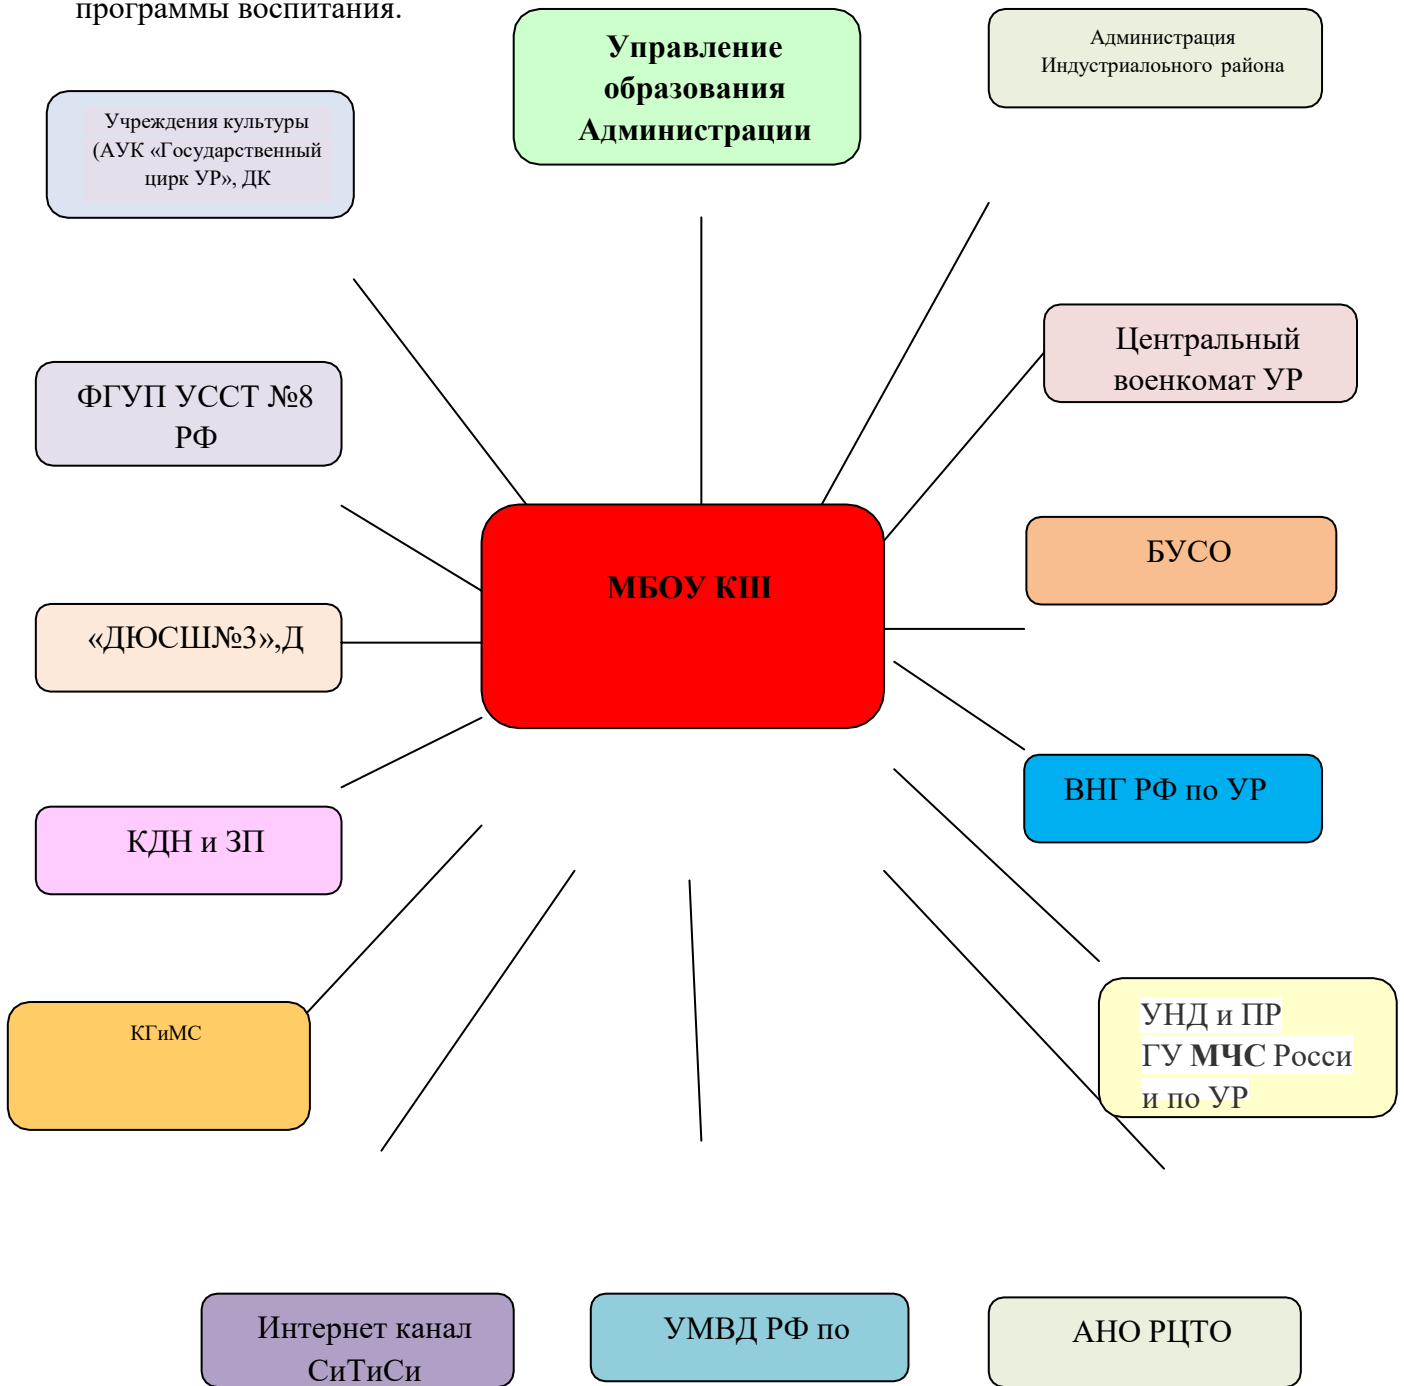 программы воспитания.
Управление
образования
Администрации
Администрация
Индустриалоьного района
Учреждения культуры
(АУК «Государственный
цирк УР», ДК
Центральный
военкомат УР
ФГУП УССТ №8
РФ
МБОУ КШ
БУСО
«ДЮСШ№3»,Д
ВНГ РФ по УР
КДН и ЗП
КГиМС
УНД и ПР
ГУ МЧС Росси
и по УР
Интернет канал
СиТиСи
УМВД РФ по
АНО РЦТО